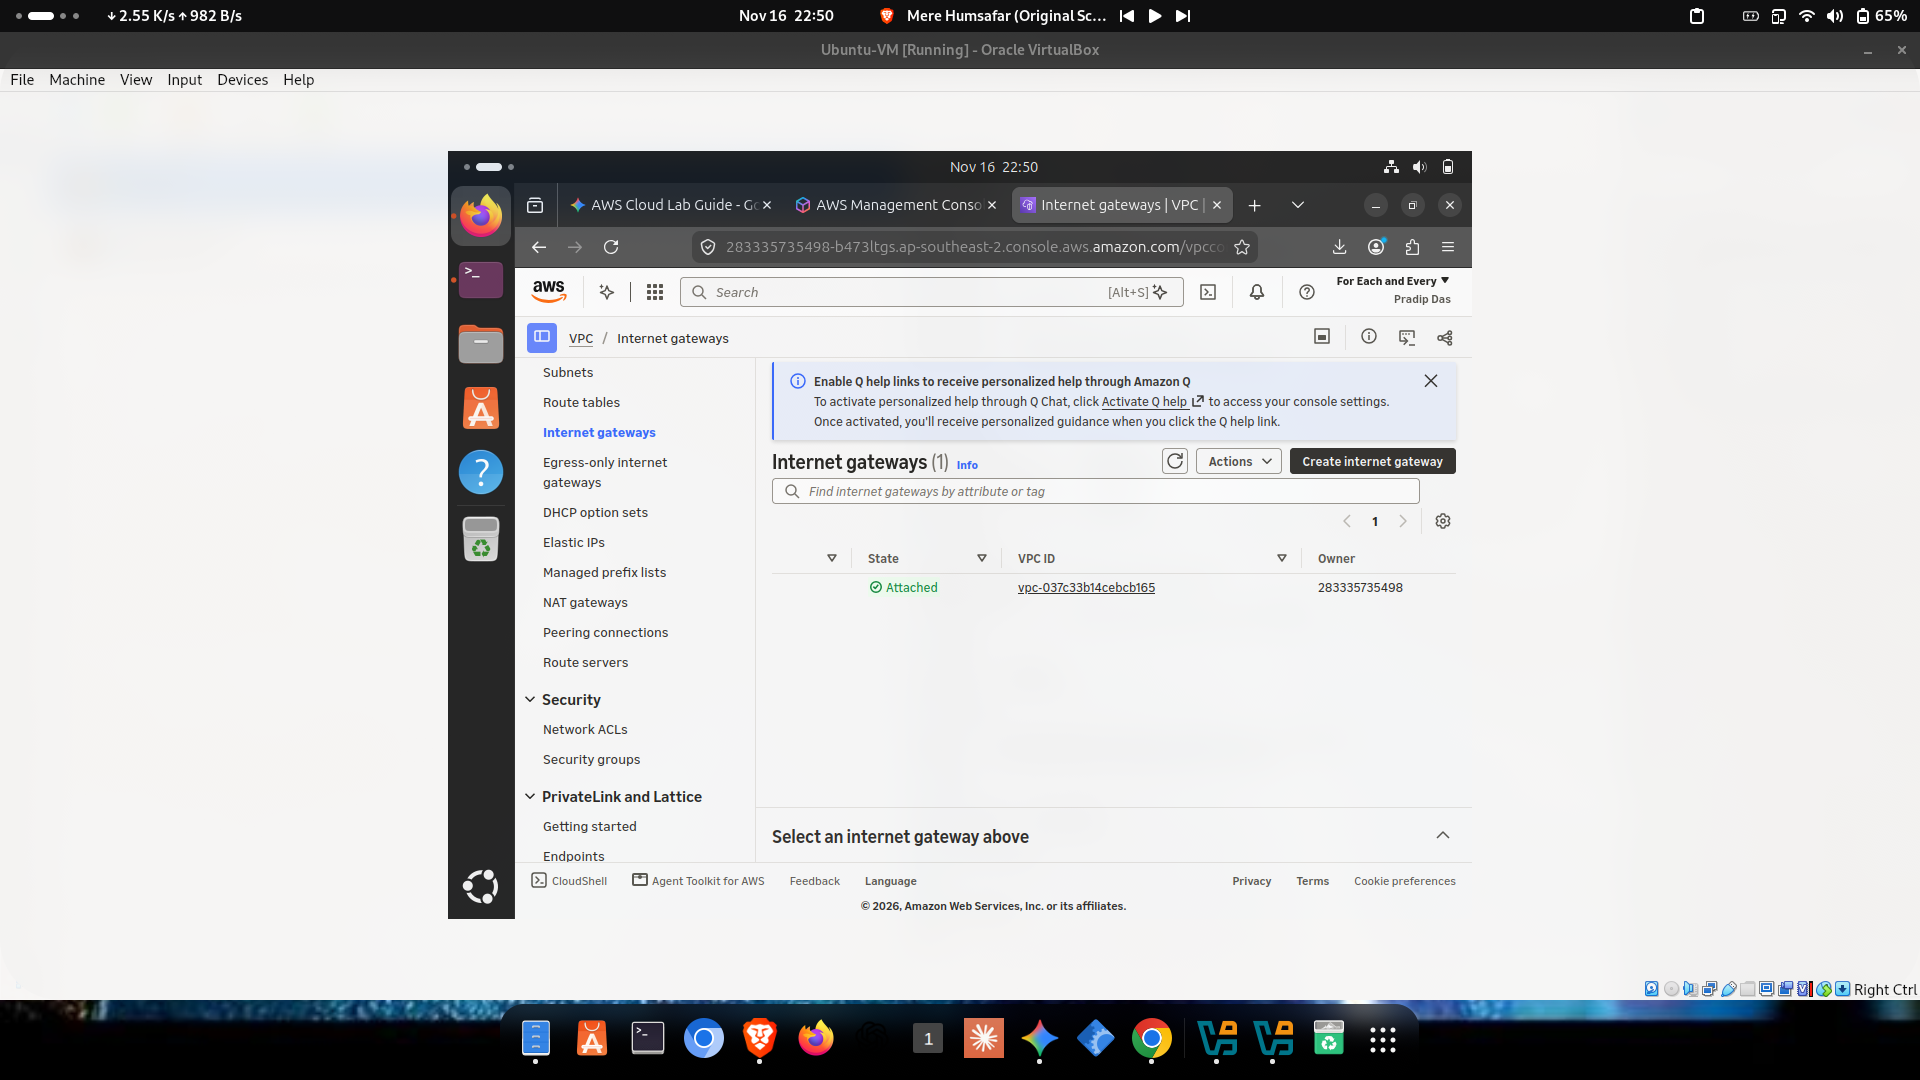 ↓ 2.55 K/s ↑ 982 B/s
Nov 16 22:50
Mere Humsafar (Original Sc...
65%
Ubuntu-VM [Running] - Oracle VirtualBox
File Machine View Input Devices Help
Nov 16 22:50
AWS Cloud Lab Guide - Go
AWS Management Conso
Internet gateways | VPC |
283335735498-b473ltgs.ap-southeast-2.console.aws.amazon.com/vpcco
aws
Search
[Alt+S]
For Each and Every
Pradip Das
VPC / Internet gateways
Subnets
Route tables
Internet gateways
Egress-only internet
gateways
DHCP option sets
Elastic IPs
Managed prefix lists
NAT gateways
Peering connections
Route servers
Security
Network ACLs
Security groups
PrivateLink and Lattice
Getting started
Endpoints
Enable Q help links to receive personalized help through Amazon Q
To activate personalized help through Q Chat, click Activate Q help to access your console settings.
Once activated, you'll receive personalized guidance when you click the Q help link.
Internet gateways (1) Info
Actions
Create internet gateway
Find internet gateways by attribute or tag
1
State
VPC ID
Owner
Attached
vpc-037c33b14cebcb165
283335735498
Select an internet gateway above
CloudShell
Agent Toolkit for AWS
Feedback
Language
Privacy
Terms
Cookie preferences
© 2026, Amazon Web Services, Inc. or its affiliates.
Right Ctrl
1